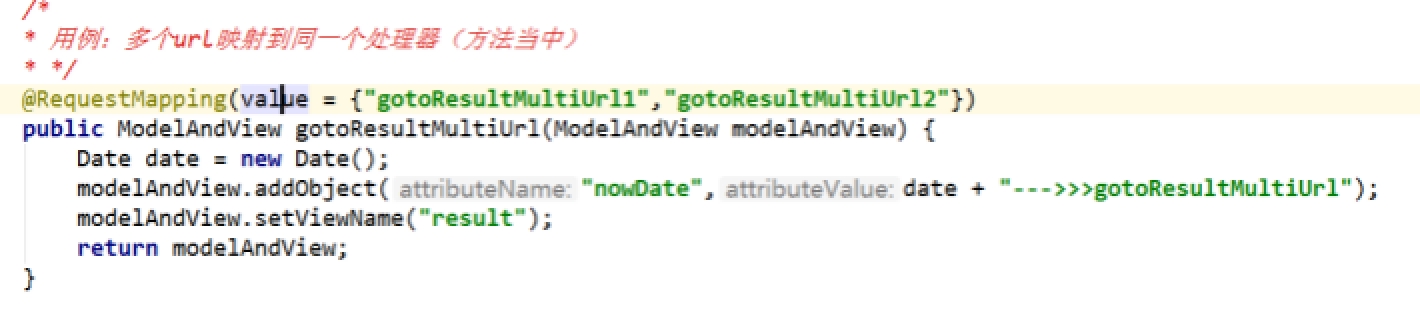 /*
* 用例：多个url映射到同一个处理器（方法当中）
* */
@RequestMapping(value = {"gotoResultMultiUrl1","gotoResultMultiUrl2"})
public ModelAndView gotoResultMultiUrl(ModelAndView modelAndView) {
Date date = new Date();
modelAndView.addObject( attributeName: "nowDate", attributeValue: date + "--->>>gotoResultMultiUrl");
modelAndView.setViewName("result");
return modelAndView;
}